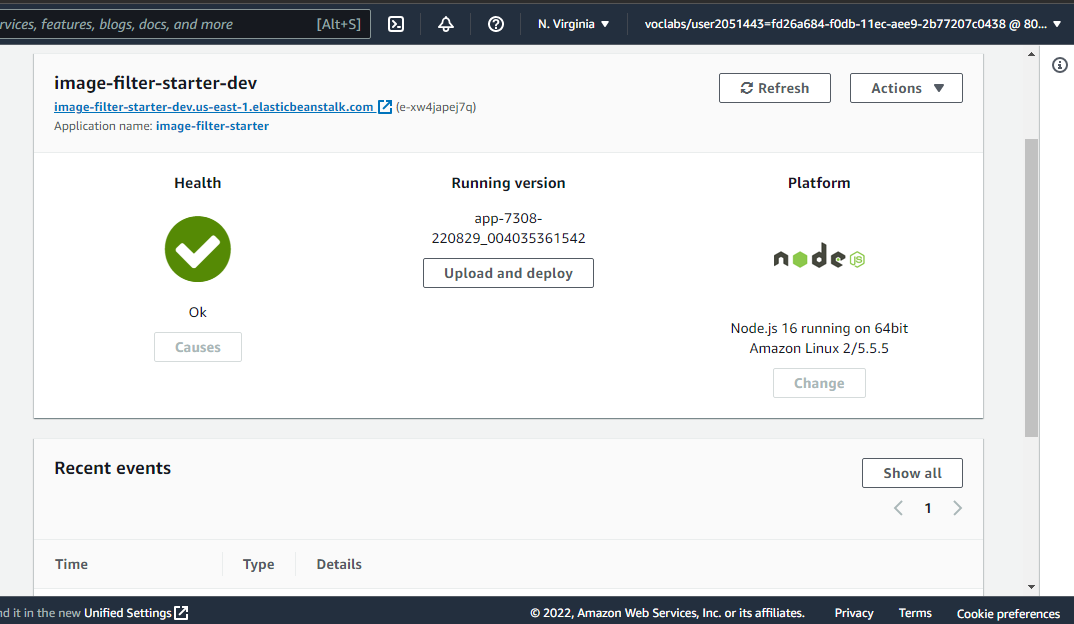 rvices, features, blogs, docs, and more [Alt+S] N. Virginia ▼ voclabs/user2051443=fd26a684-f0db-11ec-aee9-2b77207c0438 @ 80... ▼
image-filter-starter-dev
Refresh Actions ▼
image-filter-starter-dev.us-east-1.elasticbeanstalk.com (e-xw4japej7q)
Application name: image-filter-starter
Health
Ok
Causes
Running version
app-7308-
220829_004035361542
Upload and deploy
Platform
node JS
Node.js 16 running on 64bit
Amazon Linux 2/5.5.5
Change
Recent events
Show all
1
Time Type Details
nd it in the new Unified Settings © 2022, Amazon Web Services, Inc. or its affiliates. Privacy Terms Cookie preferences